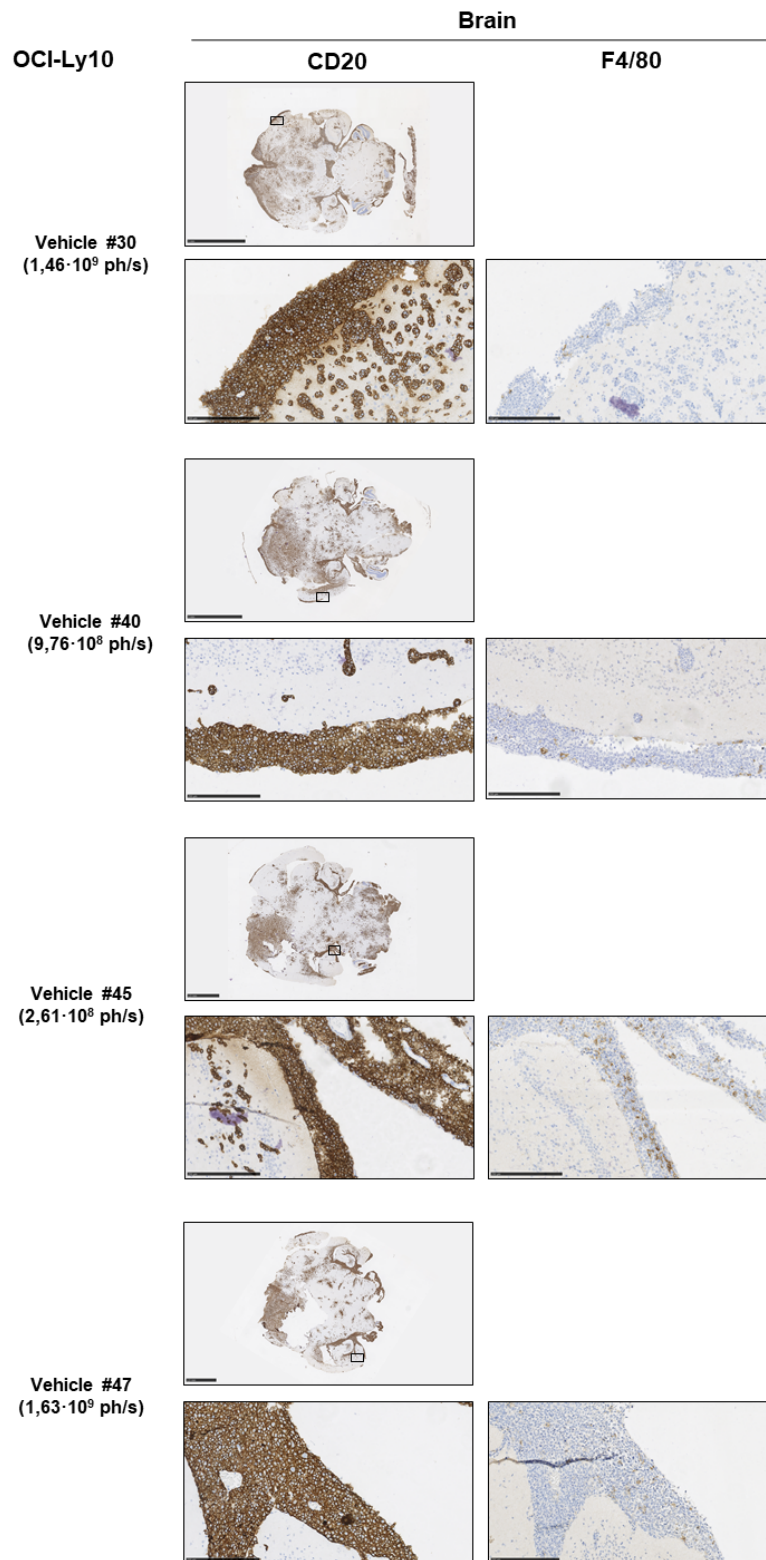 Brain
OCI-Ly10
CD20
F4/80
Vehicle #30
(1,46·10⁹ ph/s)
Vehicle #40
(9,76·10⁸ ph/s)
Vehicle #45
(2,61·10⁸ ph/s)
Vehicle #47
(1,63·10⁹ ph/s)